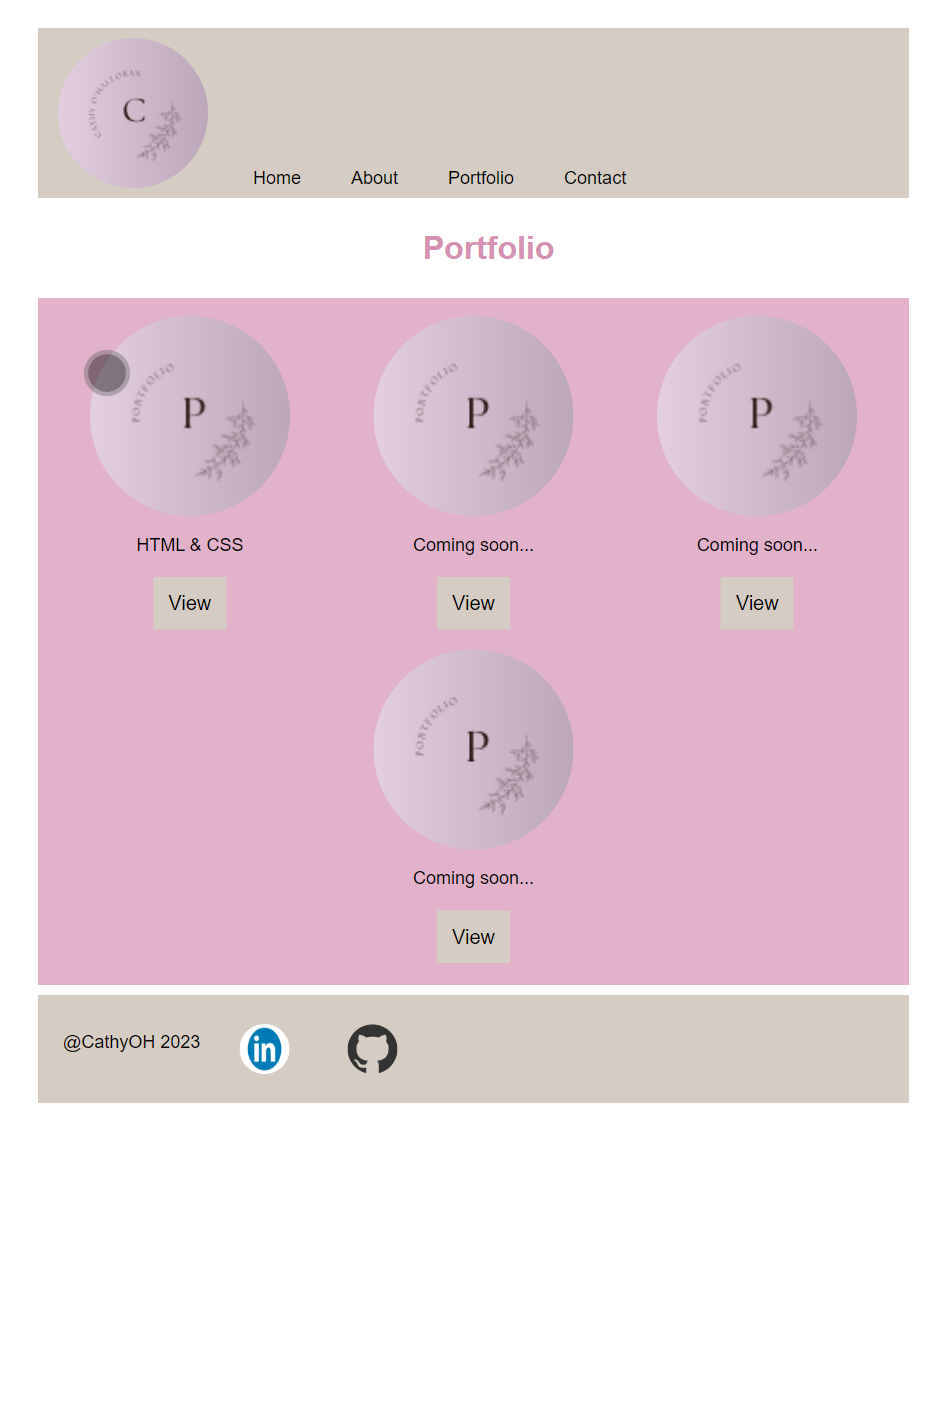 CATHY O'HALLORAN
C
Home About Portfolio Contact
Portfolio
PORTFOLIO PORTFOLIO PORTFOLIO
P P P
HTML & CSS Coming soon... Coming soon...
View View View
PORTFOLIO
P
Coming soon...
View
@CathyOH 2023 in